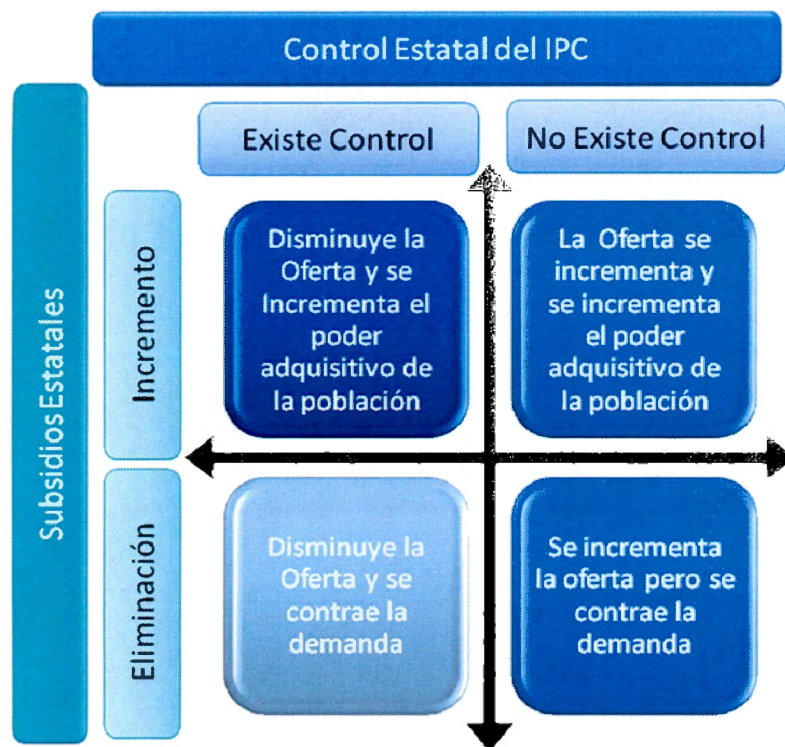 Control Estatal del IPC
Existe Control
No Existe Control
Subsidios Estatales
Incremento
Disminuye la
Oferta y se
Incrementa el
poder
adquisitivo de
la población
La Oferta se
incrementa y
se incrementa
el poder
adquisitivo de
la población
Eliminación
Disminuye la
Oferta y se
contrae la
demanda
Se incrementa
la oferta pero se
contrae la
demanda